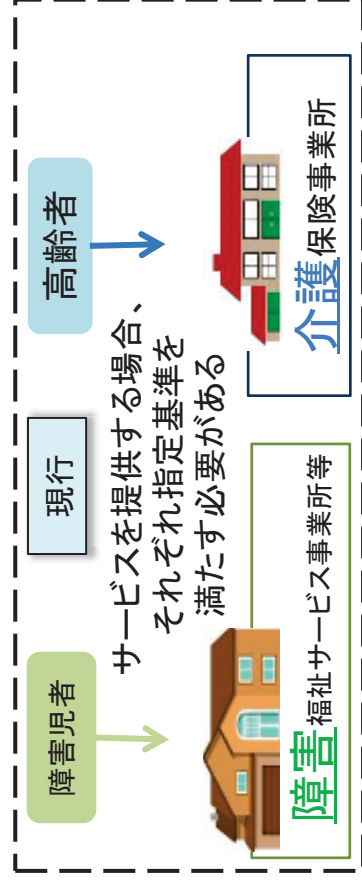 現行
障害児者
高齢者
サービスを提供する場合、
それぞれ指定基準を
満たす必要がある
障害福祉サービス事業所等
介護保険事業所